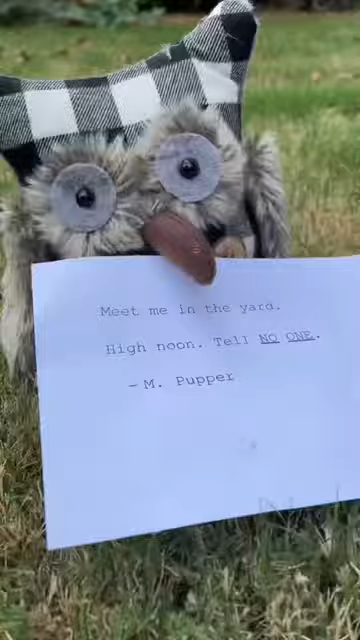 Meet me in the yard.
High noon. Tell NO ONE.
- M. Pupper